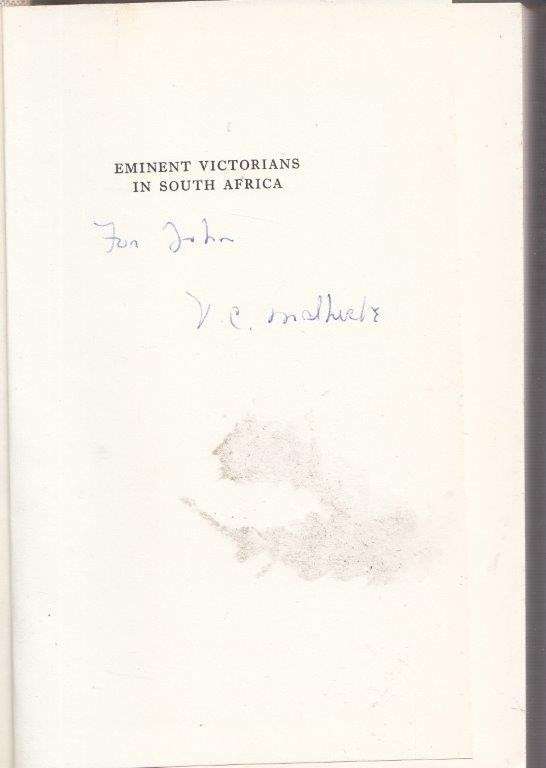 EMINENT VICTORIANS
IN SOUTH AFRICA
For John
V. C. Malherbe